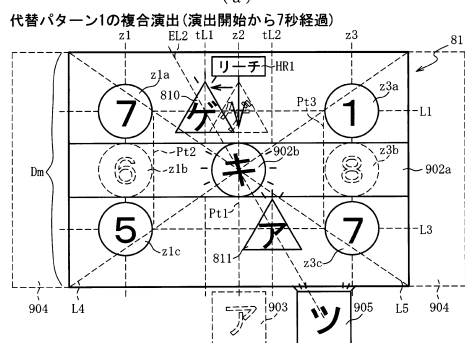 (a)
代替パターン1の複合演出(演出開始から7秒経過)
z1 EL2 tL1 z2 tL2 z3 81
リーチ HR1
z1a 810 Pt3 z3a
7 ゲ 1 L1
Dm 6 Pt2 z1b キ 902b 8 z3b 902a
Pt1
5 ア 7 L3
z1c 811 z3c
904 L4 ア 903 ツ 905 L5 904